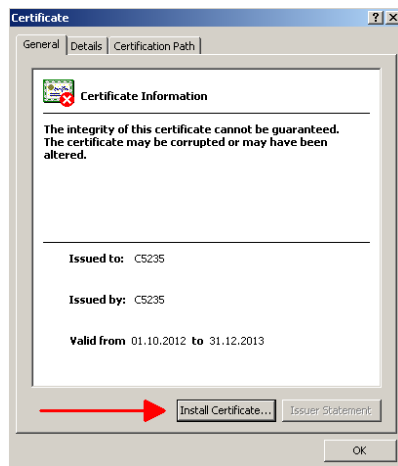 Certificate
General Details Certification Path
Certificate Information
The integrity of this certificate cannot be guaranteed.
The certificate may be corrupted or may have been
altered.
Issued to: C5235
Issued by: C5235
Valid from 01.10.2012 to 31.12.2013
Install Certificate... Issuer Statement
OK